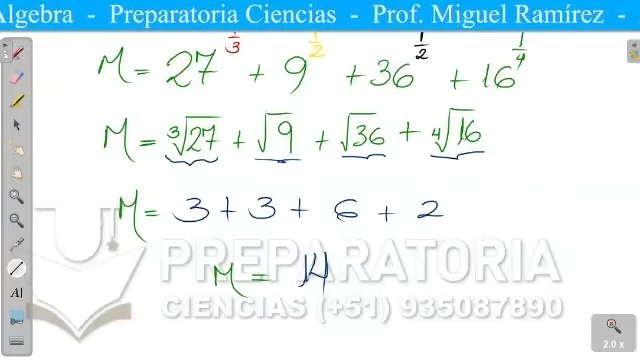 Algebra - Preparatoria Ciencias - Prof. Miguel Ramírez -
M = 27^{1/3} + 9^{1/2} + 36^{1/2} + 16^{1/4}
M = ∛27 + √9 + √36 + ∜16
M = 3 + 3 + 6 + 2
M = 14
PREPARATORIA
CIENCIAS (+51) 935087890
A|
2.0 x